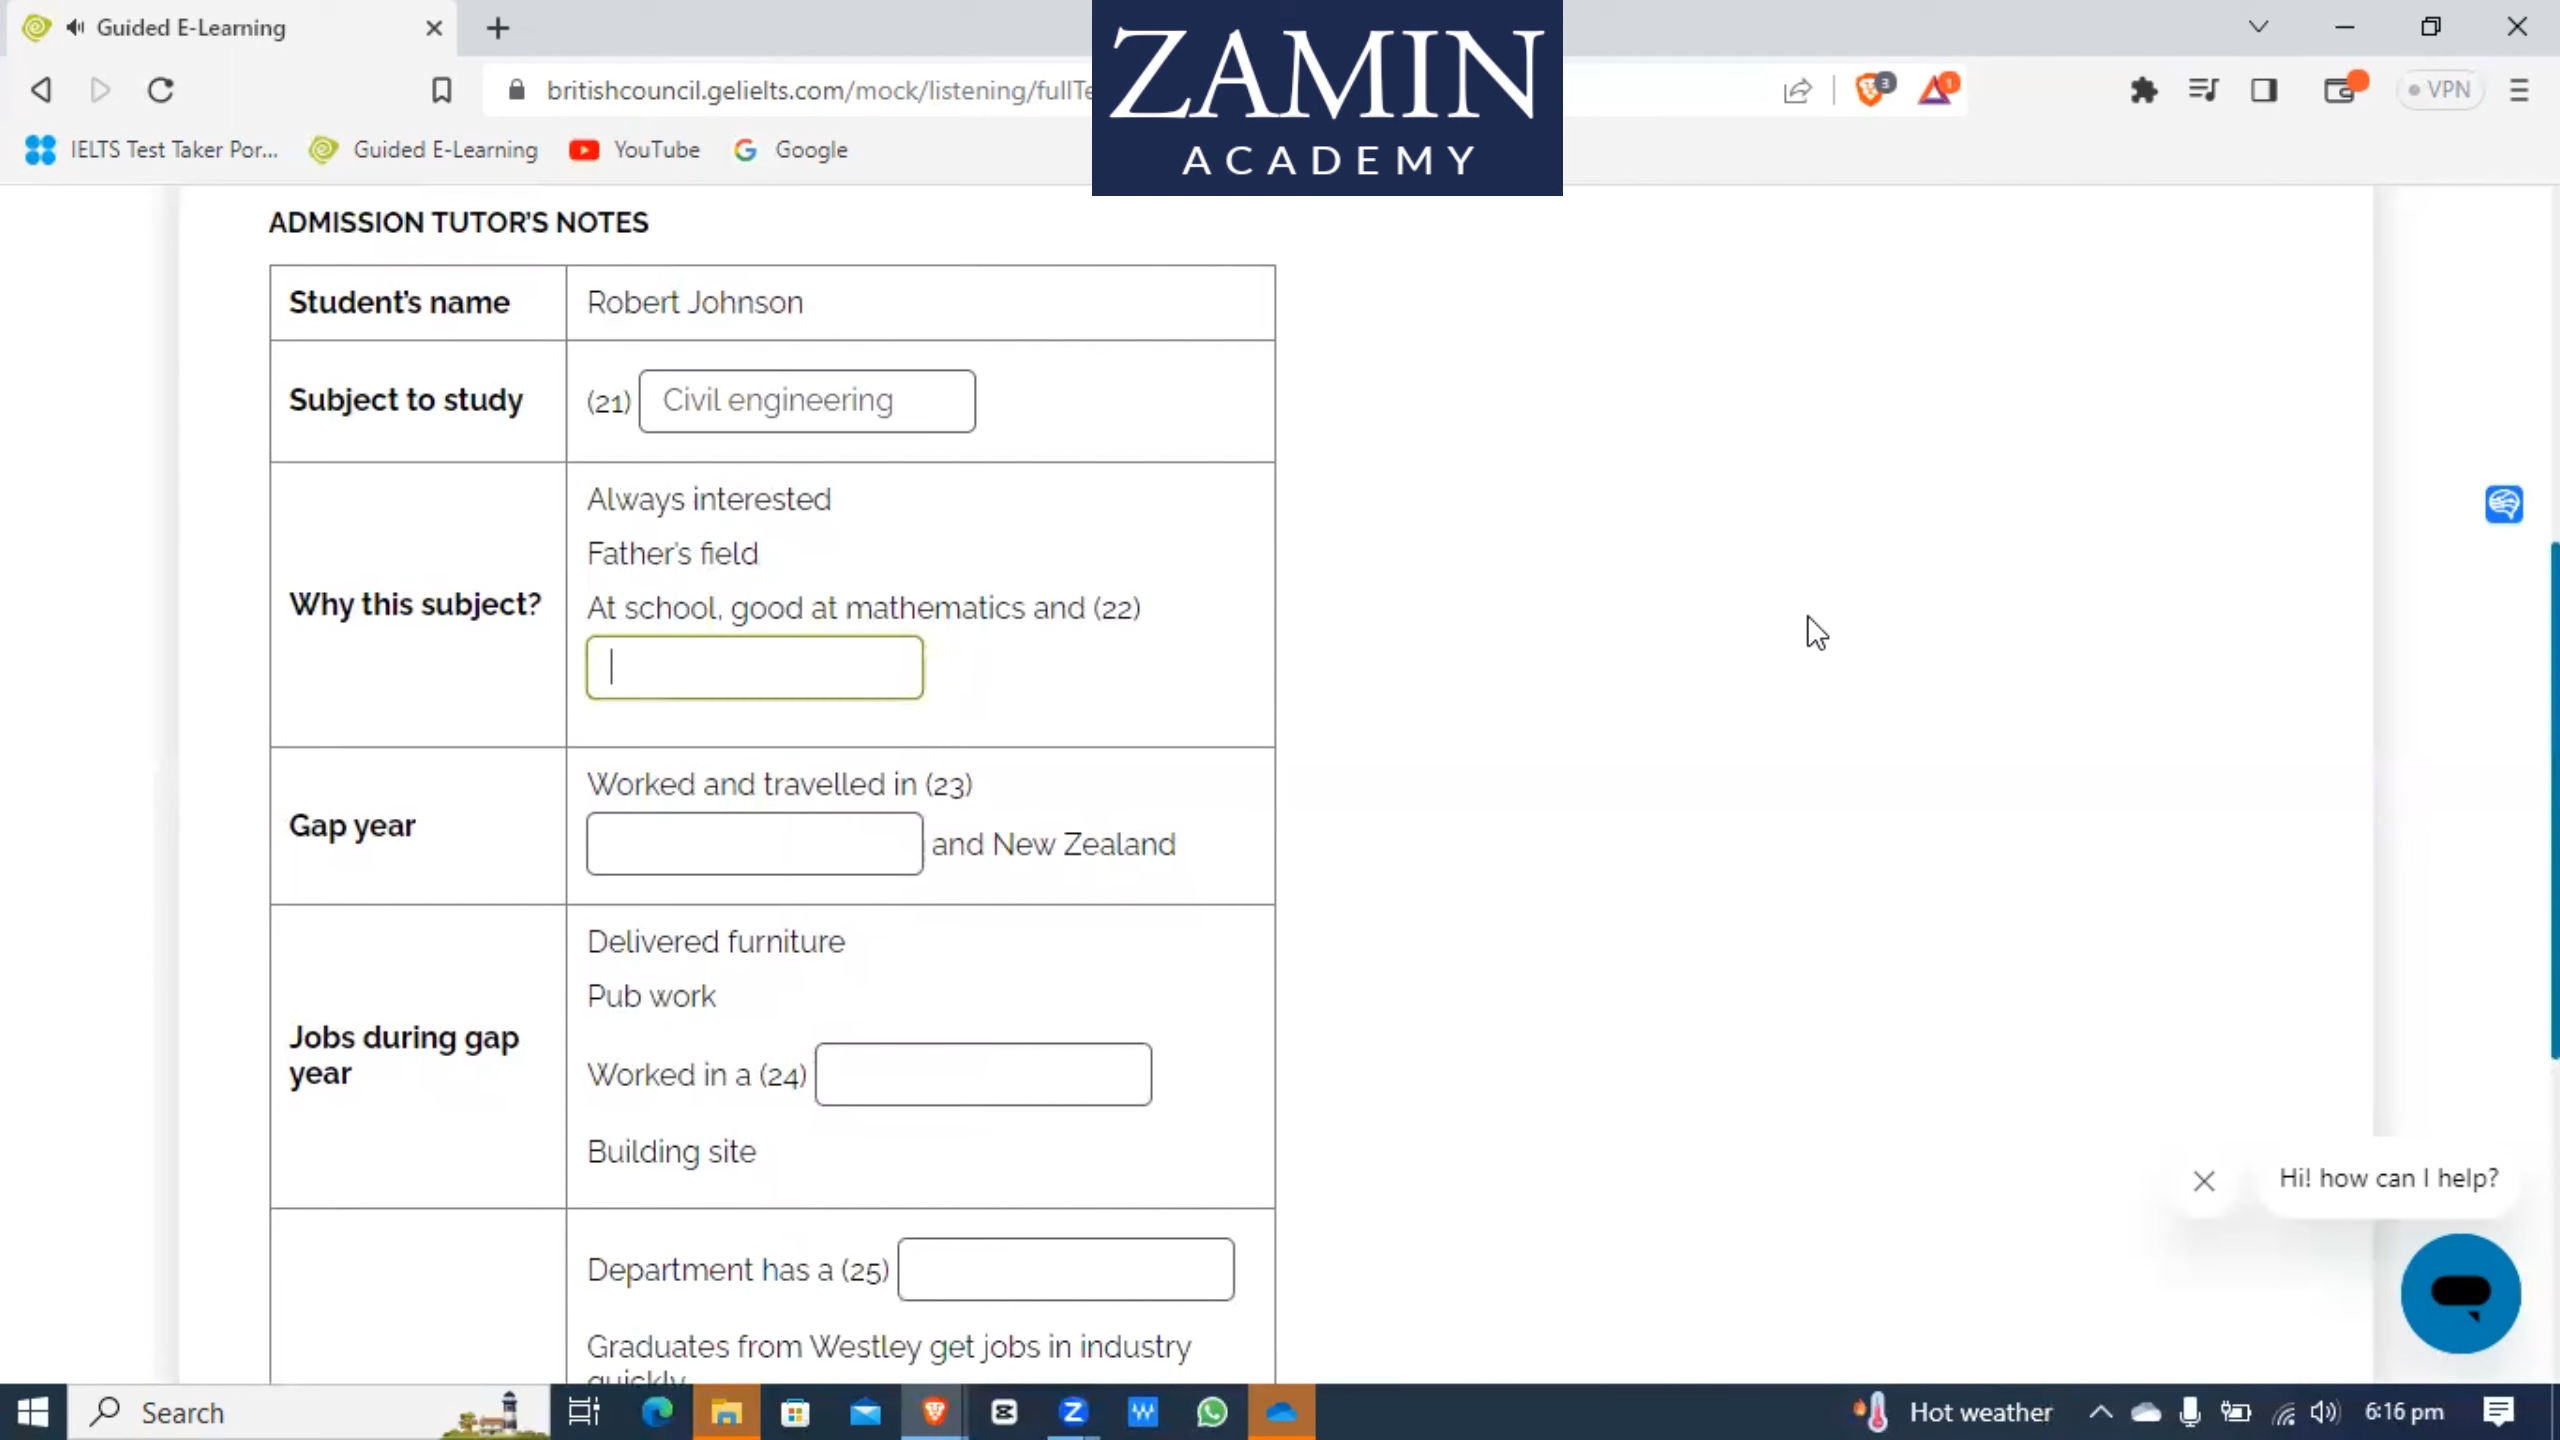 Guided E-Learning
britishcouncil.gelielts.com/mock/listening/fullTe
ZAMIN
ACADEMY
3
1
VPN
IELTS Test Taker Por...
Guided E-Learning
YouTube
Google
ADMISSION TUTOR'S NOTES
Student's name
Robert Johnson
Subject to study
(21) Civil engineering
Why this subject?
Always interested
Father's field
At school, good at mathematics and (22)
Gap year
Worked and travelled in (23)
and New Zealand
Jobs during gap
year
Delivered furniture
Pub work
Worked in a (24)
Building site
Department has a (25)
Graduates from Westley get jobs in industry
quickly
Hi! how can I help?
Search
Hot weather
6:16 pm